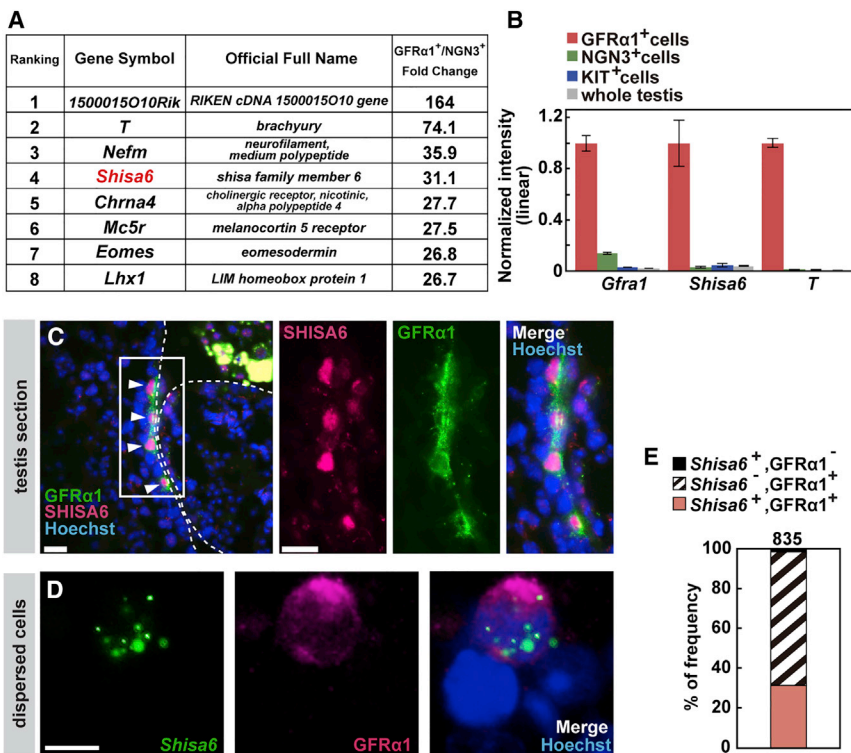 A
Ranking Gene Symbol Official Full Name GFRα1+/NGN3+ Fold Change
1 1500015O10Rik RIKEN cDNA 1500015O10 gene 164
2 T brachyury 74.1
3 Nefm neurofilament, medium polypeptide 35.9
4 Shisa6 shisa family member 6 31.1
5 Chrna4 cholinergic receptor, nicotinic, alpha polypeptide 4 27.7
6 Mc5r melanocortin 5 receptor 27.5
7 Eomes eomesodermin 26.8
8 Lhx1 LIM homeobox protein 1 26.7
B
GFRα1+cells
NGN3+cells
KIT+cells
whole testis
Normalized intensity
(linear)
1.2
0.8
0.4
0
Gfra1 Shisa6 T
testis section
C
GFRα1
SHISA6
Hoechst
SHISA6
GFRα1
Merge
Hoechst
dispersed cells
D
Shisa6
GFRα1
Merge
Hoechst
E
Shisa6+,GFRα1-
Shisa6-,GFRα1+
Shisa6+,GFRα1+
835
% of frequency
100
80
60
40
20
0